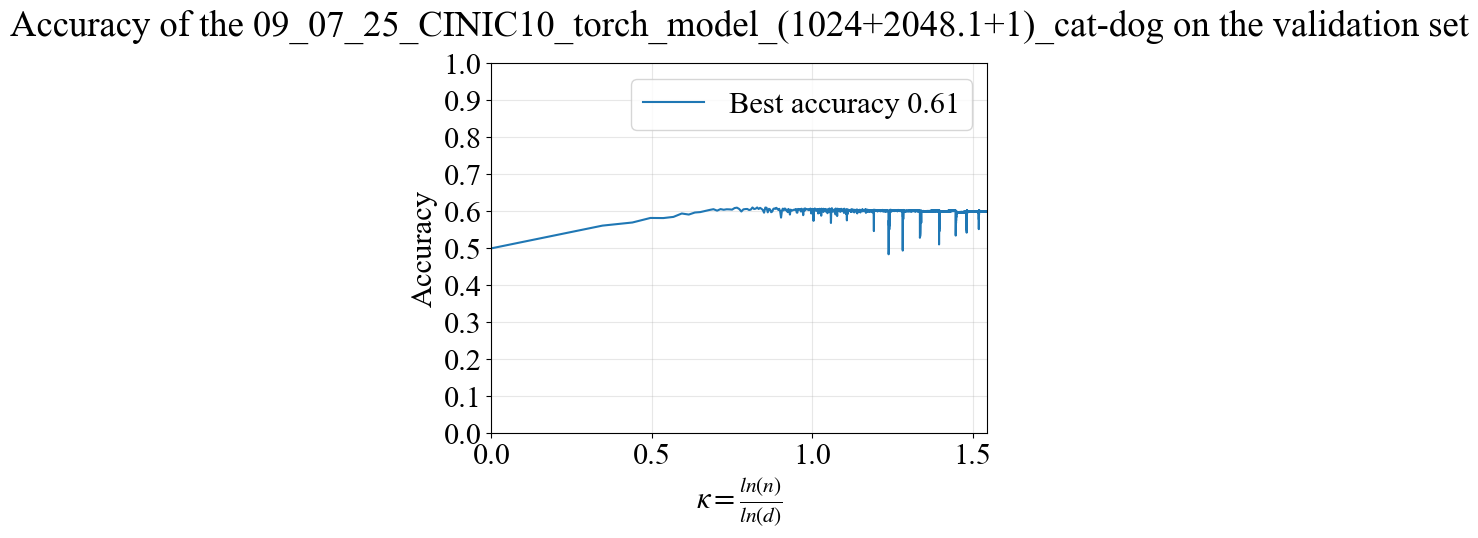 Accuracy of the 09_07_25_CINIC10_torch_model_(1024+2048.1+1)_cat-dog on the validation set
1.0
Best accuracy 0.61
0.9
0.8
0.7
0.6
0.5
0.4
0.3
0.2
0.1
0.0
Accuracy
0.0 0.5 1.0 1.5
κ = ln(n) / ln(d)